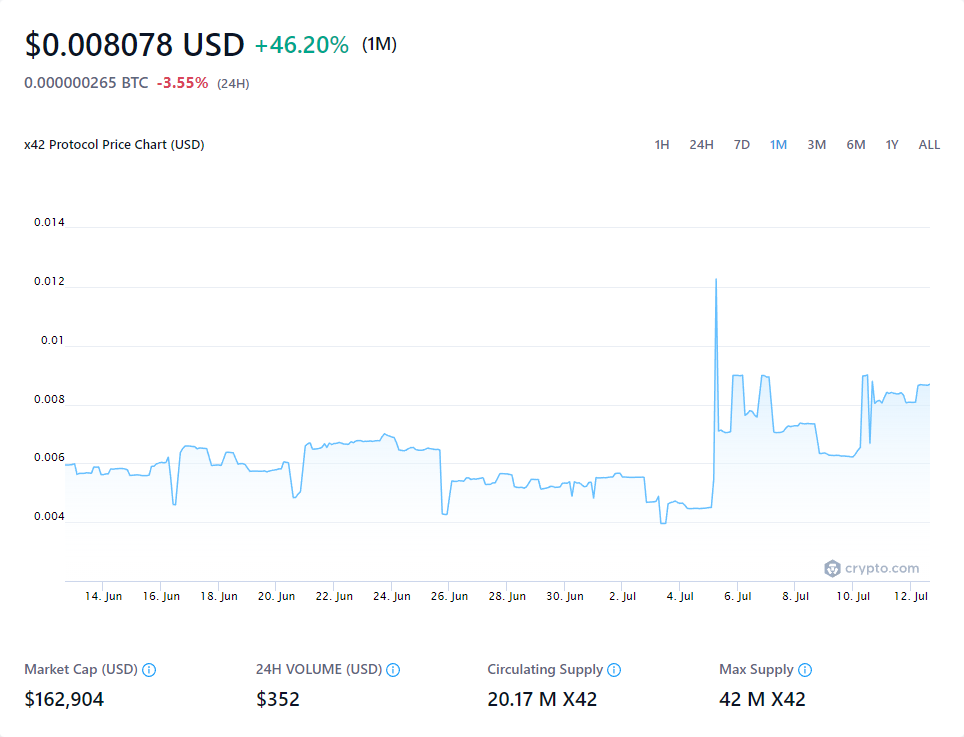 $0.008078 USD +46.20% (1M)
0.000000265 BTC -3.55% (24H)
x42 Protocol Price Chart (USD)
1H 24H 7D 1M 3M 6M 1Y ALL
0.014
0.012
0.01
0.008
0.006
0.004
crypto.com
14. Jun 16. Jun 18. Jun 20. Jun 22. Jun 24. Jun 26. Jun 28. Jun 30. Jun 2. Jul 4. Jul 6. Jul 8. Jul 10. Jul 12. Jul
Market Cap (USD) 24H VOLUME (USD) Circulating Supply Max Supply
$162,904 $352 20.17 M X42 42 M X42